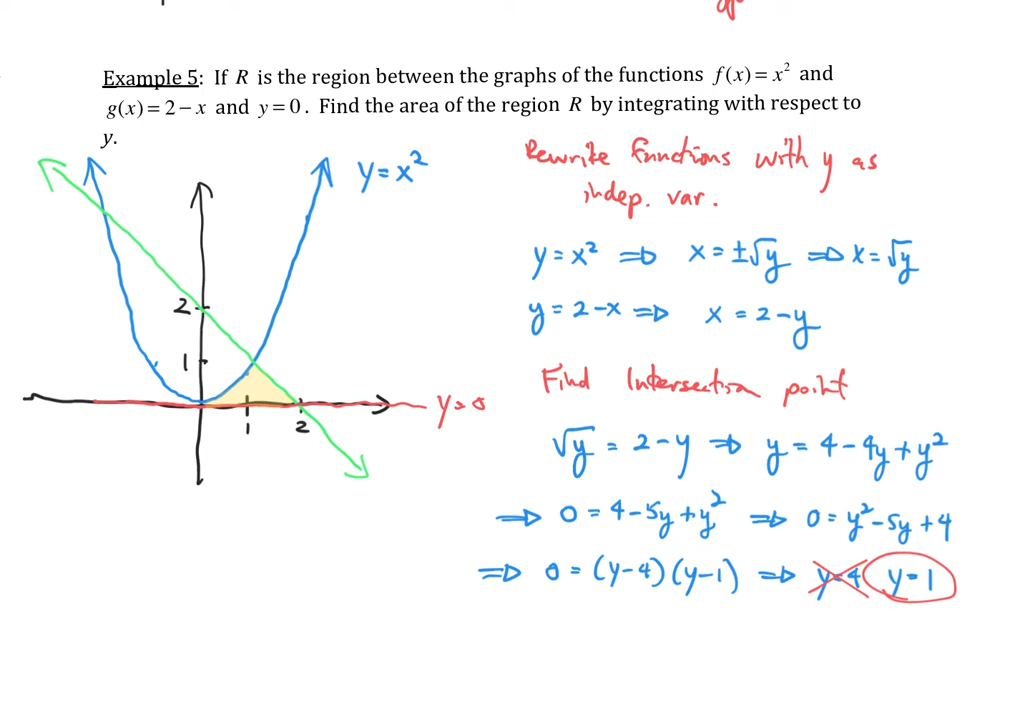 Example 5: If R is the region between the graphs of the functions f(x) = x² and
g(x) = 2 − x and y = 0. Find the area of the region R by integrating with respect to
y.
y = x²
2
1
1
2
y = 0
Rewrite functions with y as
indep. var.
y = x² ⇒ x = ±√y ⇒ x = √y
y = 2 − x ⇒ x = 2 − y
Find Intersection point
√y = 2 − y ⇒ y = 4 − 4y + y²
⇒ 0 = 4 − 5y + y² ⇒ 0 = y² − 5y + 4
⇒ 0 = (y − 4)(y − 1) ⇒ y = 4 y = 1